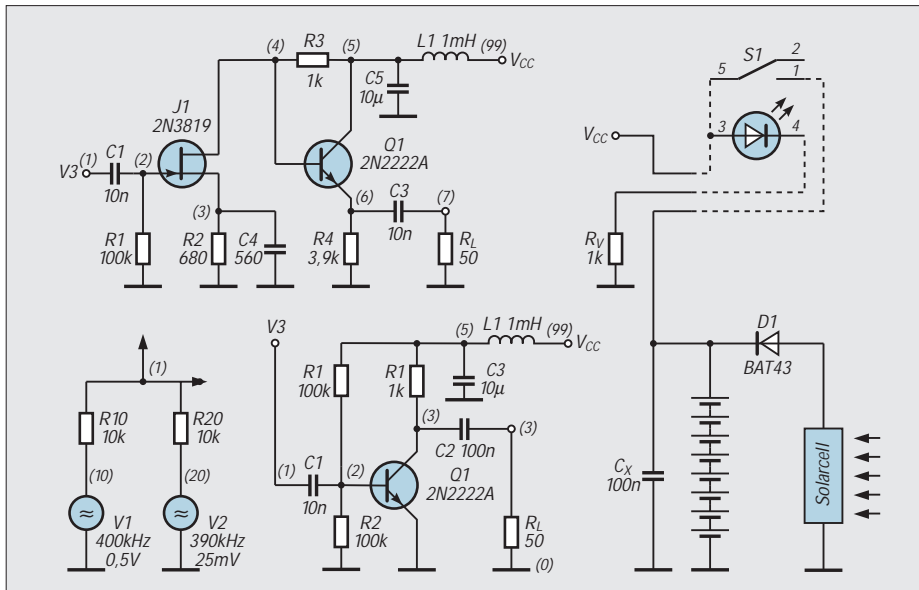 (4)
R3
1k
(5)
L1 1mH
(99)
VCC
C5
10µ
J1
2N3819
Q1
2N2222A
V3
(1)
C1
10n
(2)
(3)
R1
100k
R2
680
C4
560
(6)
C3
10n
(7)
R4
3,9k
RL
50
S1
2
1
5
3
4
VCC
RV
1k
D1
BAT43
CX
100n
Solarcell
(1)
R10
10k
R20
10k
(10)
(20)
V1
400kHz
0,5V
V2
390kHz
25mV
V3
(5)
L1 1mH
(99)
VCC
R1
100k
R1
1k
C3
10µ
(3)
C2 100n
(3)
(1)
C1
10n
(2)
Q1
2N2222A
R2
100k
RL
50
(0)